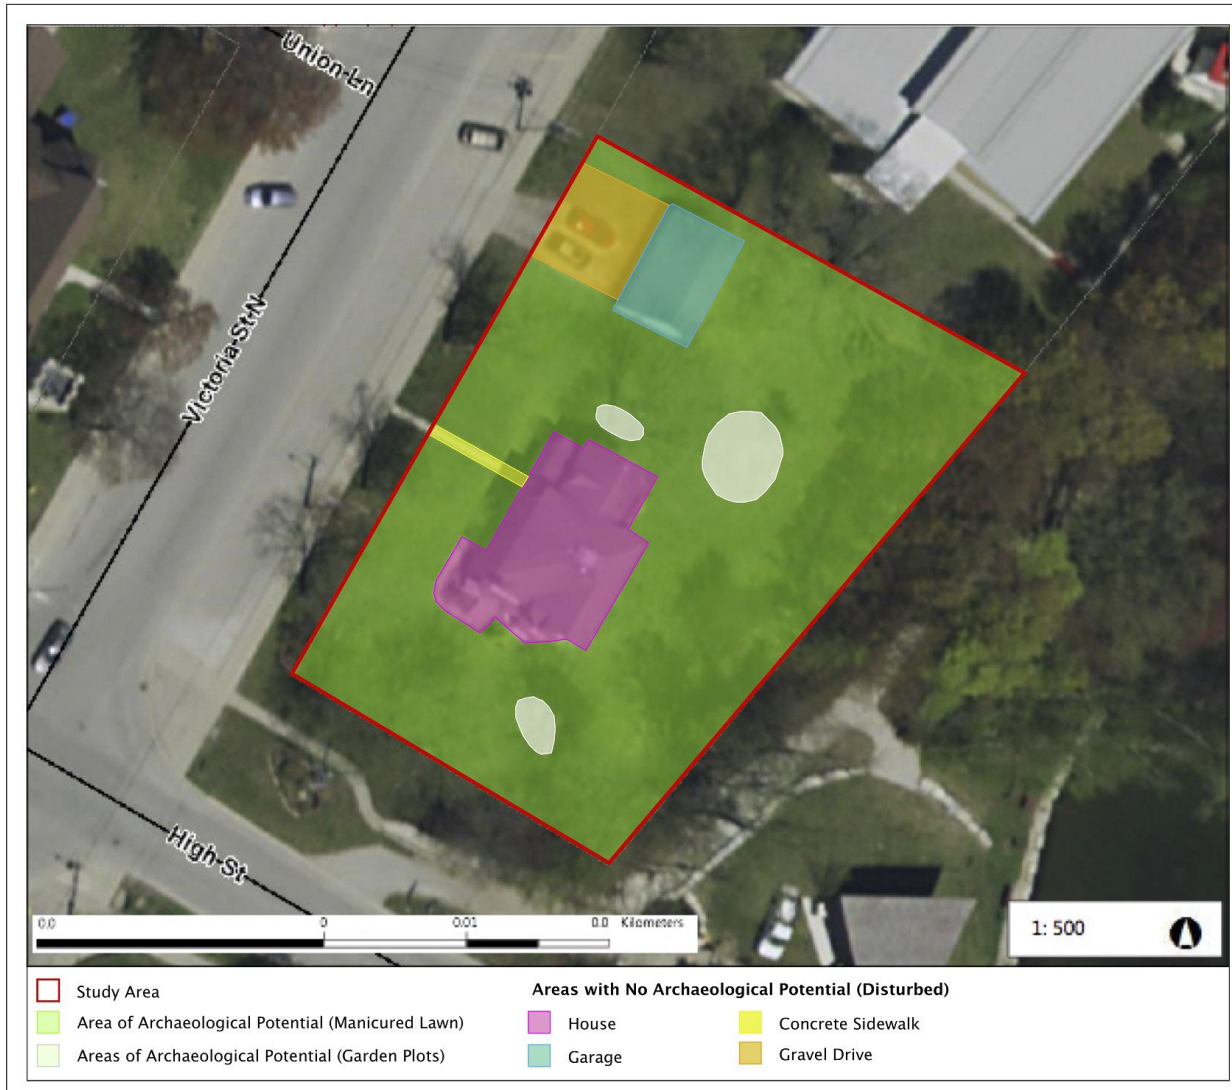 Union Ln
Victoria St N
High St
0.0 0 0.01 0.0 Kilometers
1: 500
Study Area
Area of Archaeological Potential (Manicured Lawn)
Areas of Archaeological Potential (Garden Plots)
Areas with No Archaeological Potential (Disturbed)
House
Garage
Concrete Sidewalk
Gravel Drive